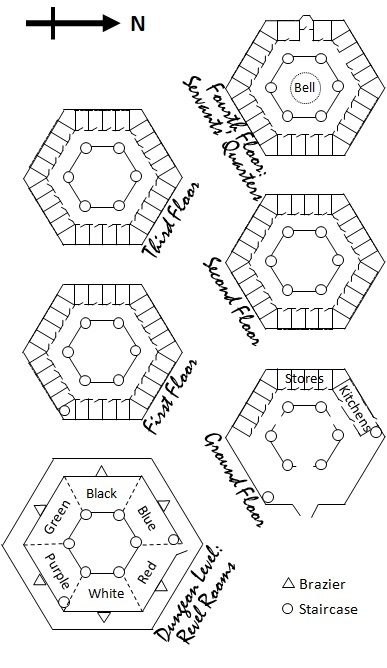 N
Bell
Fourth Floor:
Servants' Quarters
Third Floor
Second Floor
First Floor
Stores
Kitchens
Ground Floor
Black
Green
Blue
Purple
Red
White
Dungeon Level:
Revel Rooms
Brazier
Staircase